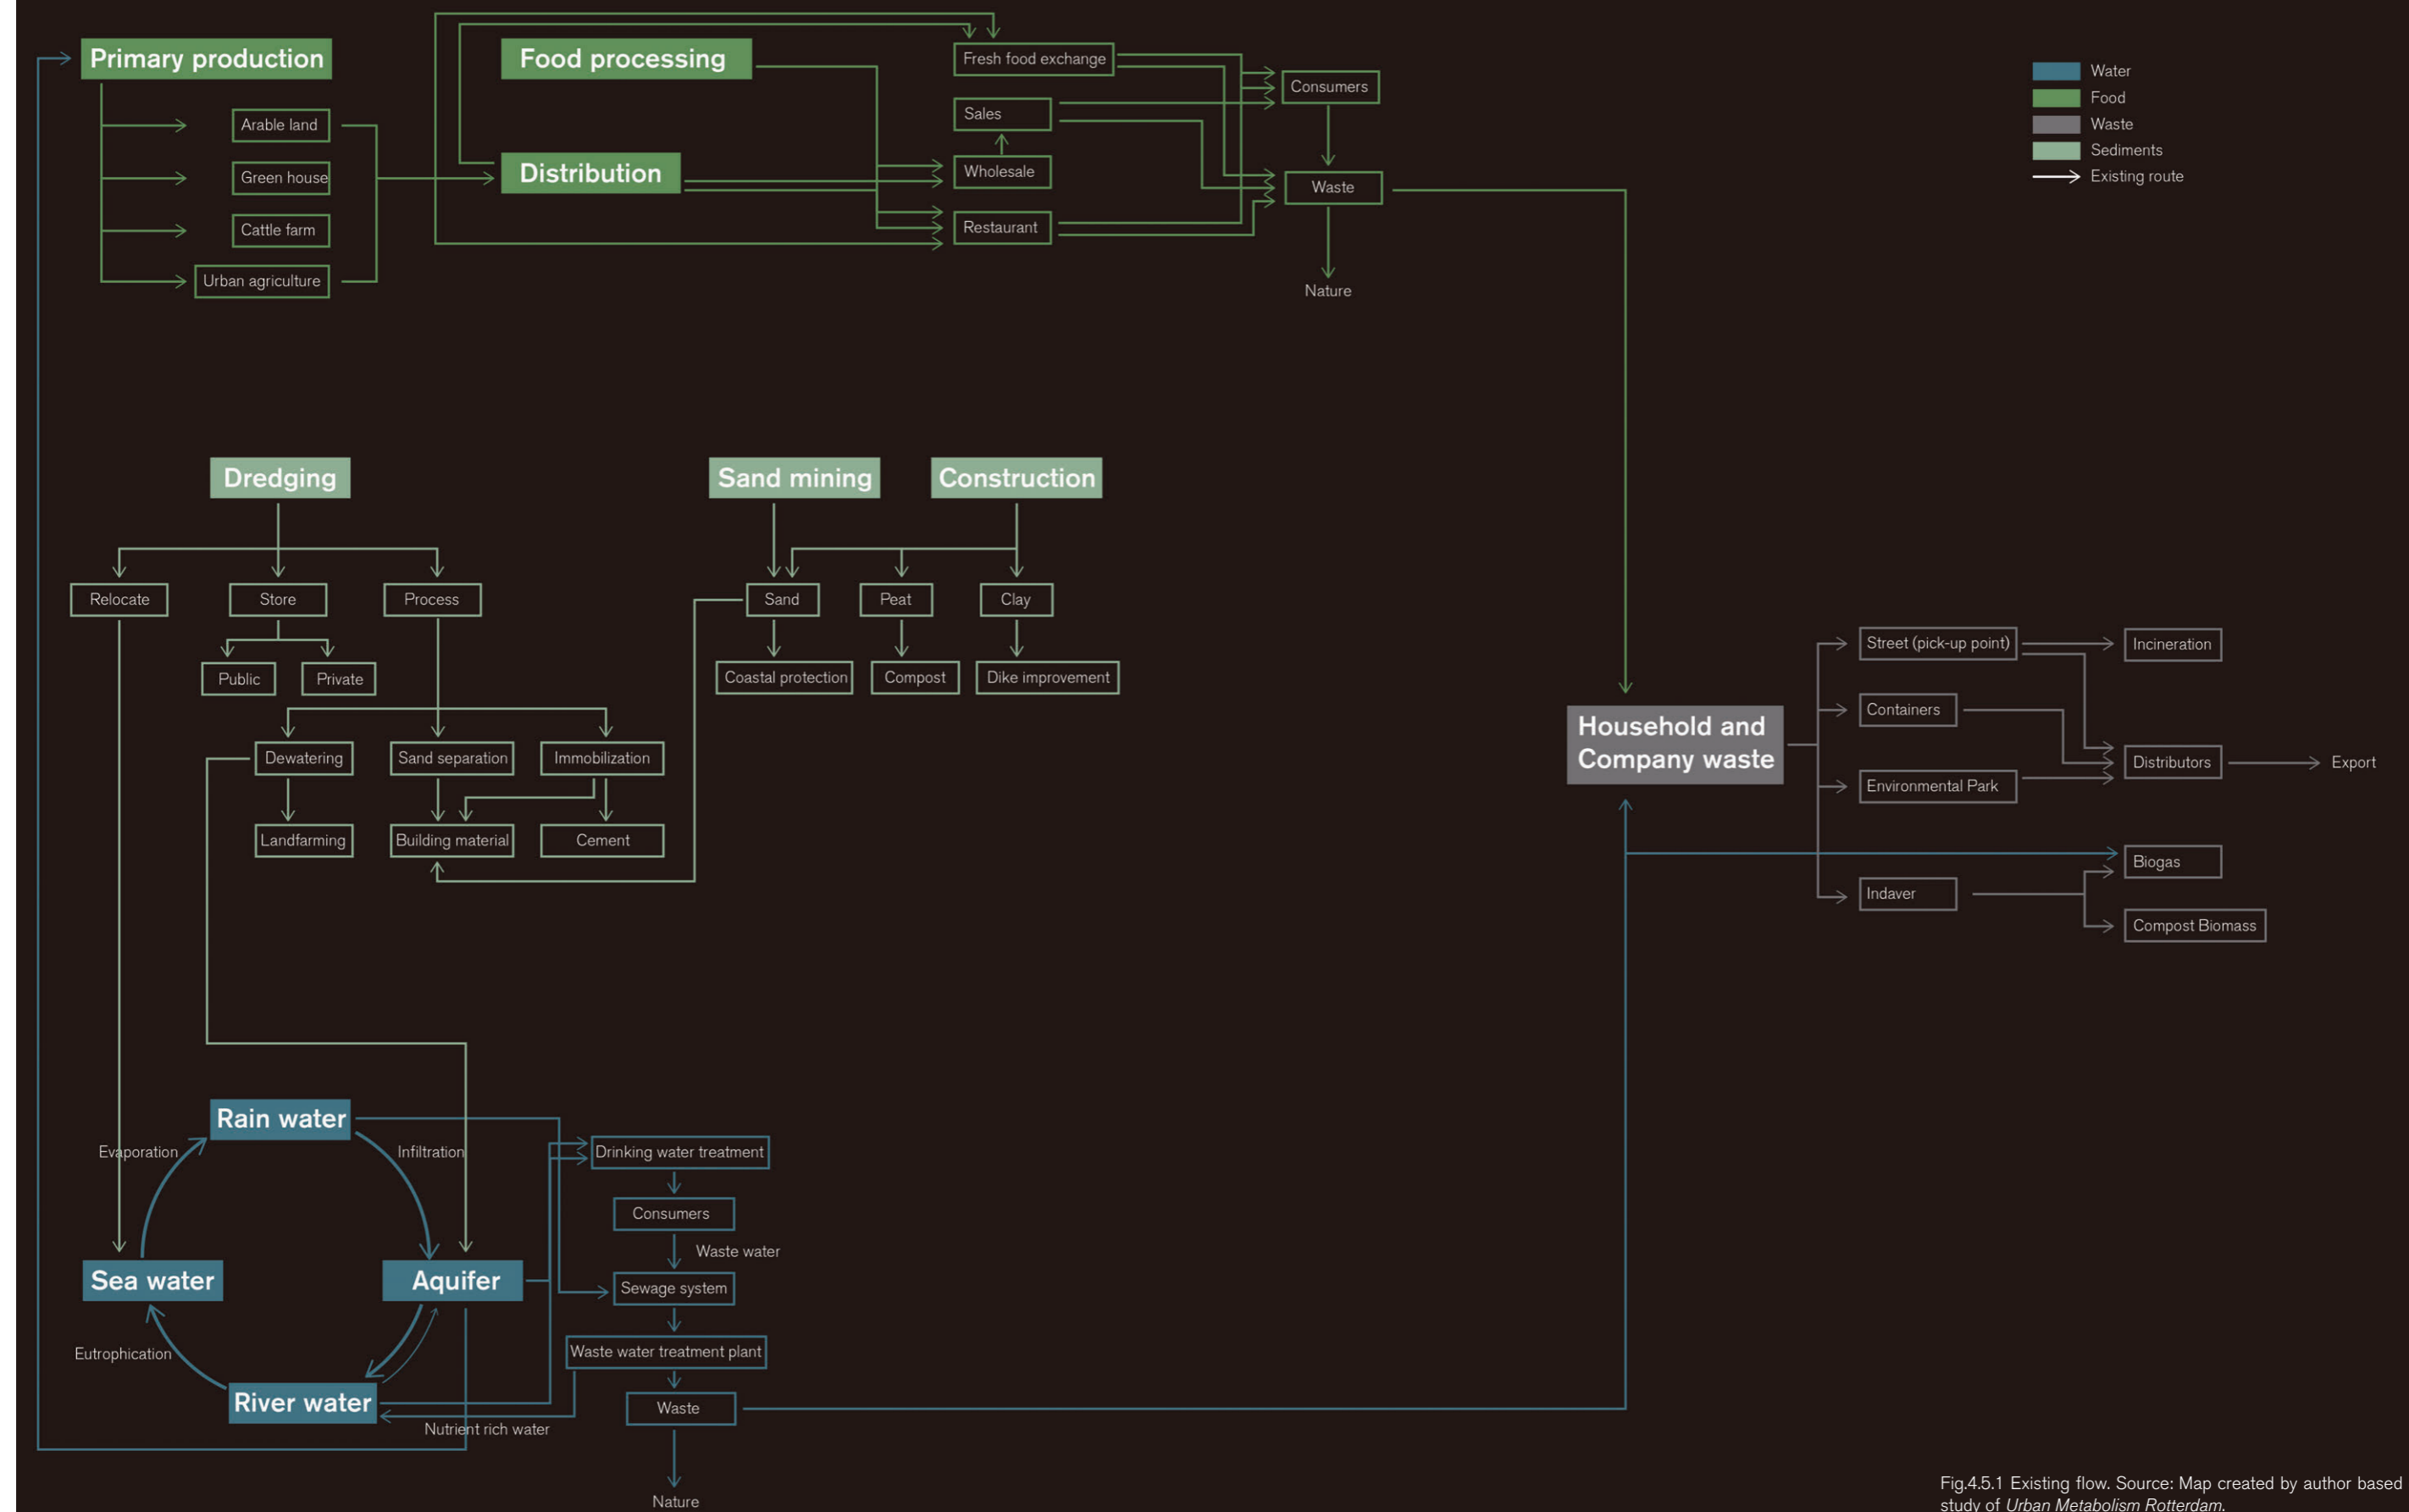 Primary production
Arable land
Green house
Cattle farm
Urban agriculture
Food processing
Distribution
Fresh food exchange
Sales
Wholesale
Restaurant
Consumers
Waste
Nature
Water
Food
Waste
Sediments
Existing route
Dredging
Relocate
Store
Process
Public
Private
Dewatering
Sand separation
Immobilization
Landfarming
Building material
Cement
Sand mining
Construction
Sand
Peat
Clay
Coastal protection
Compost
Dike improvement
Household and
Company waste
Street (pick-up point)
Containers
Environmental Park
Indaver
Incineration
Distributors
Export
Biogas
Compost Biomass
Rain water
Evaporation
Infiltration
Sea water
Aquifer
Eutrophication
River water
Nutrient rich water
Drinking water treatment
Consumers
Waste water
Sewage system
Waste water treatment plant
Waste
Nature
Fig.4.5.1 Existing flow. Source: Map created by author based
study of Urban Metabolism Rotterdam.